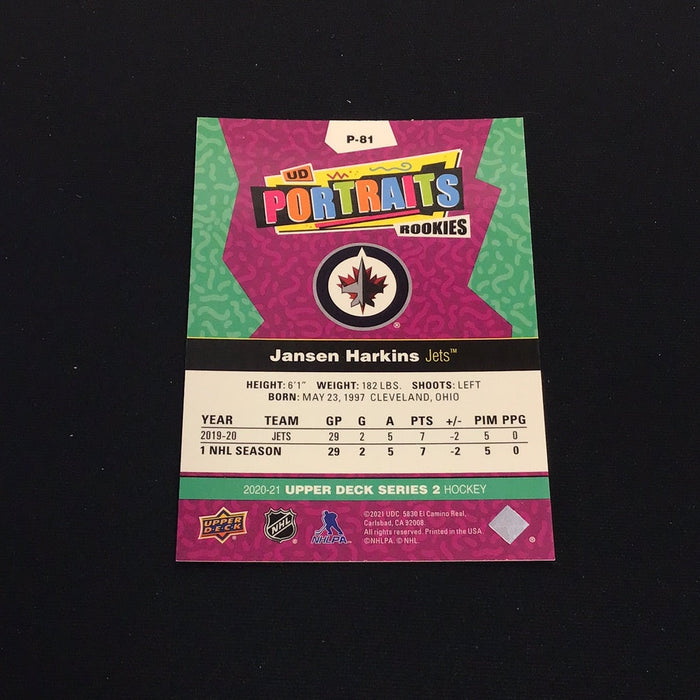 P-81
UD
PORTRAITS
ROOKIES
®
Jansen Harkins Jets™
HEIGHT: 6'1" WEIGHT: 182 LBS. SHOOTS: LEFT
BORN: MAY 23, 1997 CLEVELAND, OHIO
YEAR TEAM GP G A PTS +/- PIM PPG
2019-20 JETS 29 2 5 7 -2 5 0
1 NHL SEASON 29 2 5 7 -2 5 0
2020-21 UPPER DECK SERIES 2 HOCKEY
UPPER DECK
NHL
®
NHLPA
©2021 UDC. 5830 El Camino Real,
Carlsbad, CA 92008.
All rights reserved. Printed in the USA.
©NHLPA. © NHL.
®